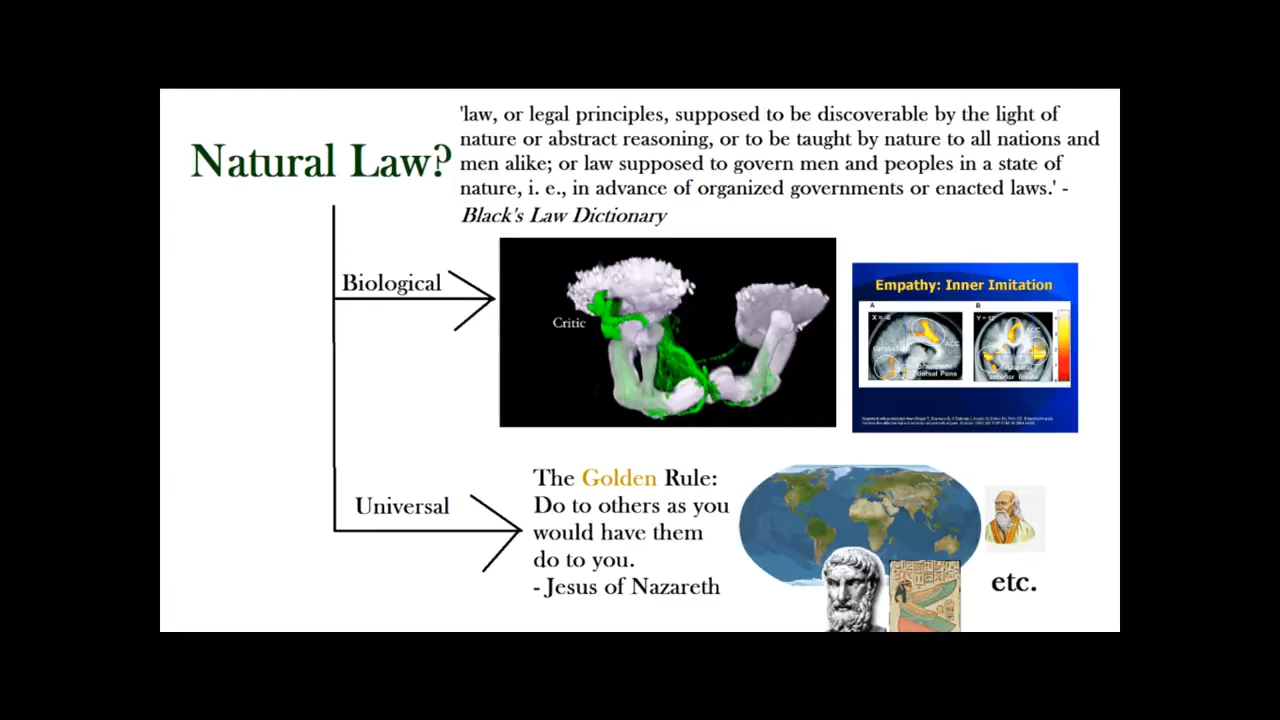 Natural Law?
'law, or legal principles, supposed to be discoverable by the light of
nature or abstract reasoning, or to be taught by nature to all nations and
men alike; or law supposed to govern men and peoples in a state of
nature, i. e., in advance of organized governments or enacted laws.' -
Black's Law Dictionary
Biological
Critic
Empathy: Inner Imitation
A
B
ACC
ACC
Universal
The Golden Rule:
Do to others as you
would have them
do to you.
- Jesus of Nazareth
etc.